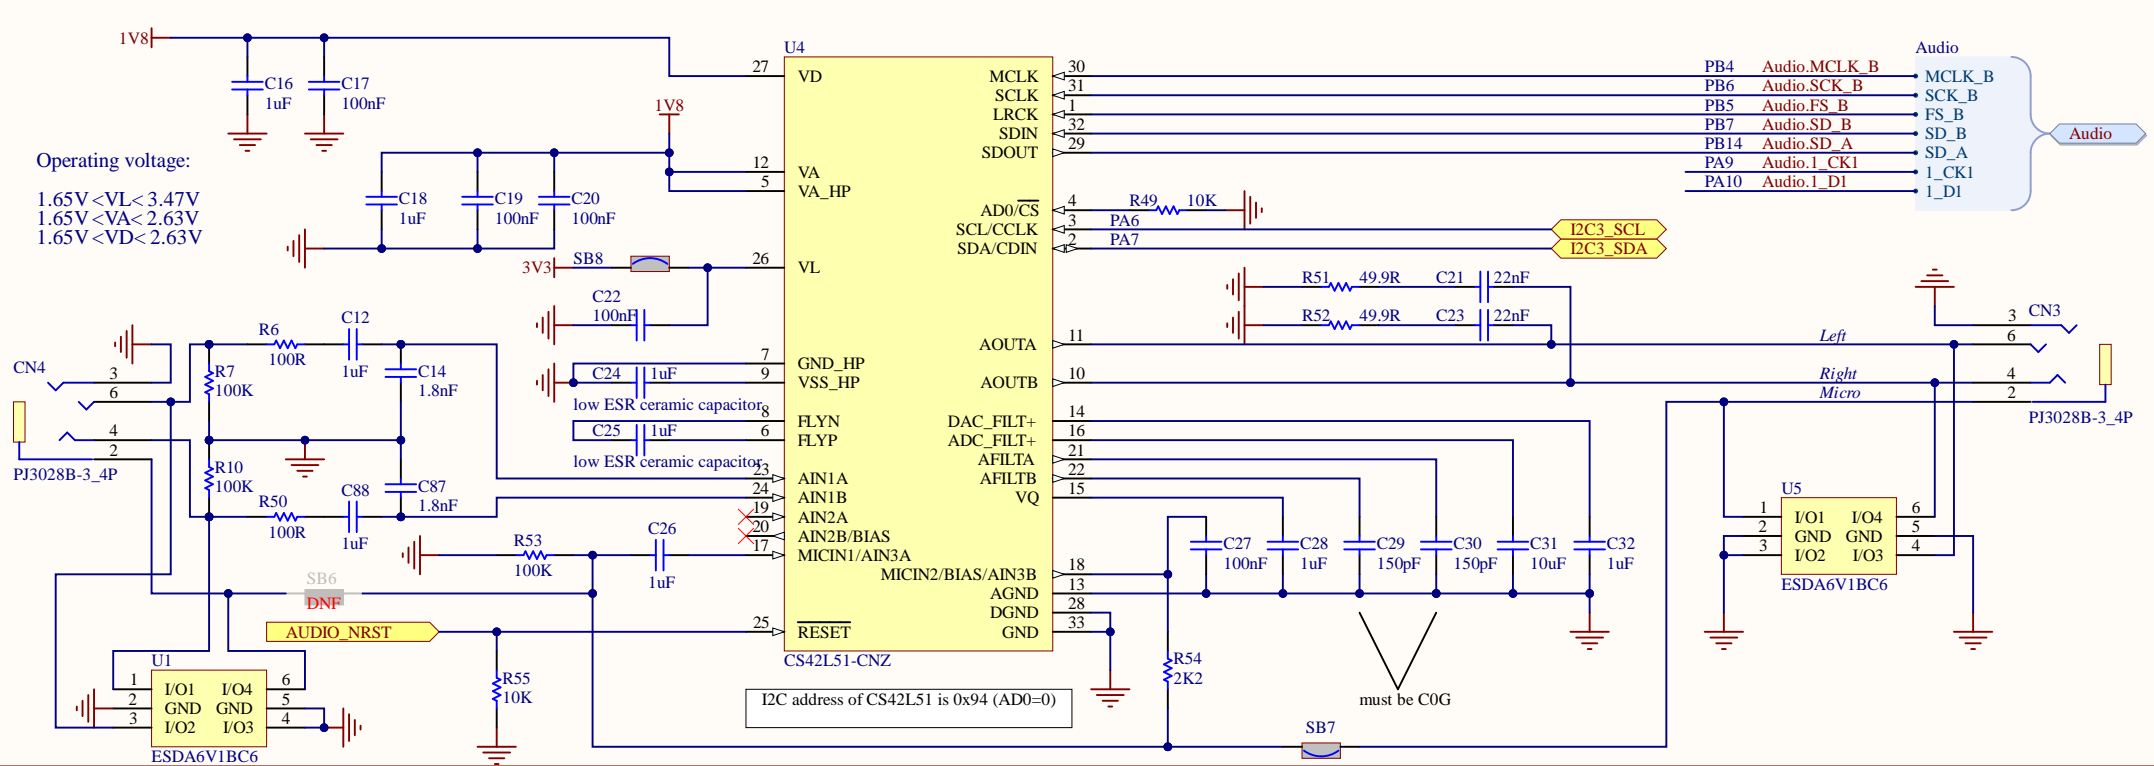 1V8
C16
1uF
C17
100nF
Operating voltage:
1.65V<VL< 3.47V
1.65V<VA< 2.63V
1.65V<VD< 2.63V
1V8
C18
1uF
C19
100nF
C20
100nF
3V3
SB8
C22
100nF
C24
1uF
low ESR ceramic capacitor
C25
1uF
low ESR ceramic capacitor
CN4
3
6
4
2
PJ3028B-3_4P
R6
100R
C12
1uF
R7
100K
C14
1.8nF
R10
100K
C87
1.8nF
R50
100R
C88
1uF
R53
100K
C26
1uF
SB6
DNF
AUDIO_NRST
R55
10K
U1
1 I/O1 I/O4 6
2 GND GND 5
3 I/O2 I/O3 4
ESDA6V1BC6
U4
27 VD
12 VA
5 VA_HP
26 VL
7 GND_HP
9 VSS_HP
8 FLYN
6 FLYP
23 AIN1A
24 AIN1B
19 AIN2A
20 AIN2B/BIAS
17 MICIN1/AIN3A
25 RESET
MCLK 30
SCLK 31
LRCK 1
SDIN 32
SDOUT 29
AD0/CS 4
SCL/CCLK 3
SDA/CDIN 2
AOUTA 11
AOUTB 10
DAC_FILT+ 14
ADC_FILT+ 16
AFILTA 21
AFILTB 22
VQ 15
MICIN2/BIAS/AIN3B 18
AGND 13
DGND 28
GND 33
CS42L51-CNZ
I2C address of CS42L51 is 0x94 (AD0=0)
PB4 Audio.MCLK_B
PB6 Audio.SCK_B
PB5 Audio.FS_B
PB7 Audio.SD_B
PB14 Audio.SD_A
PA9 Audio.1_CK1
PA10 Audio.1_D1
Audio
MCLK_B
SCK_B
FS_B
SD_B
SD_A
1_CK1
1_D1
Audio
R49 10K
PA6 I2C3_SCL
PA7 I2C3_SDA
R51 49.9R C21 22nF
R52 49.9R C23 22nF
Left
Right
Micro
CN3
3
6
4
2
PJ3028B-3_4P
C27
100nF
C28
1uF
C29
150pF
C30
150pF
C31
10uF
C32
1uF
must be C0G
R54
2K2
SB7
U5
1 I/O1 I/O4 6
2 GND GND 5
3 I/O2 I/O3 4
ESDA6V1BC6